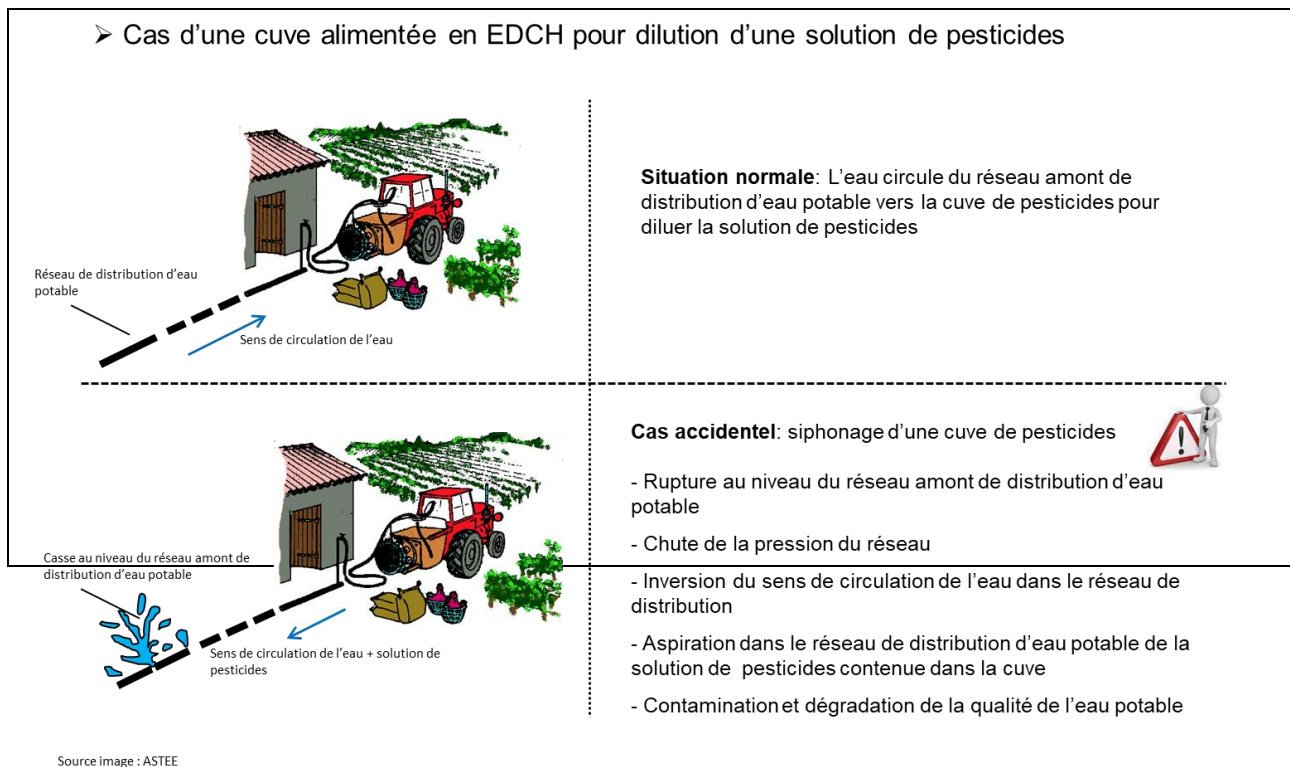 ➢ Cas d’une cuve alimentée en EDCH pour dilution d’une solution de pesticides
Situation normale: L’eau circule du réseau amont de
distribution d’eau potable vers la cuve de pesticides pour
diluer la solution de pesticides
Réseau de distribution d’eau
potable
Sens de circulation de l’eau
Cas accidentel: siphonage d’une cuve de pesticides
- Rupture au niveau du réseau amont de distribution d’eau
potable
- Chute de la pression du réseau
- Inversion du sens de circulation de l’eau dans le réseau de
distribution
- Aspiration dans le réseau de distribution d’eau potable de la
solution de pesticides contenue dans la cuve
- Contamination et dégradation de la qualité de l’eau potable
Casse au niveau du réseau amont de
distribution d’eau potable
Sens de circulation de l’eau + solution de
pesticides
Source image : ASTEE